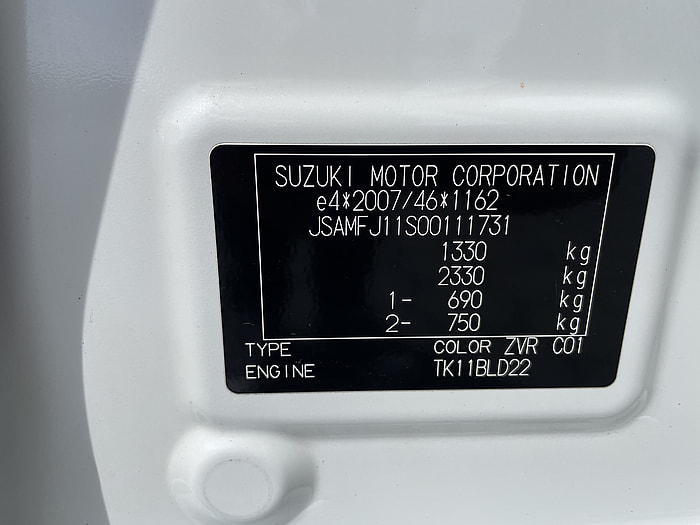 SUZUKI MOTOR CORPORATION
e4*2007/46*1162
JSAMFJ11S00111731
1330 kg
2330 kg
1- 690 kg
2- 750 kg
TYPE COLOR ZVR C01
ENGINE TK11BLD22